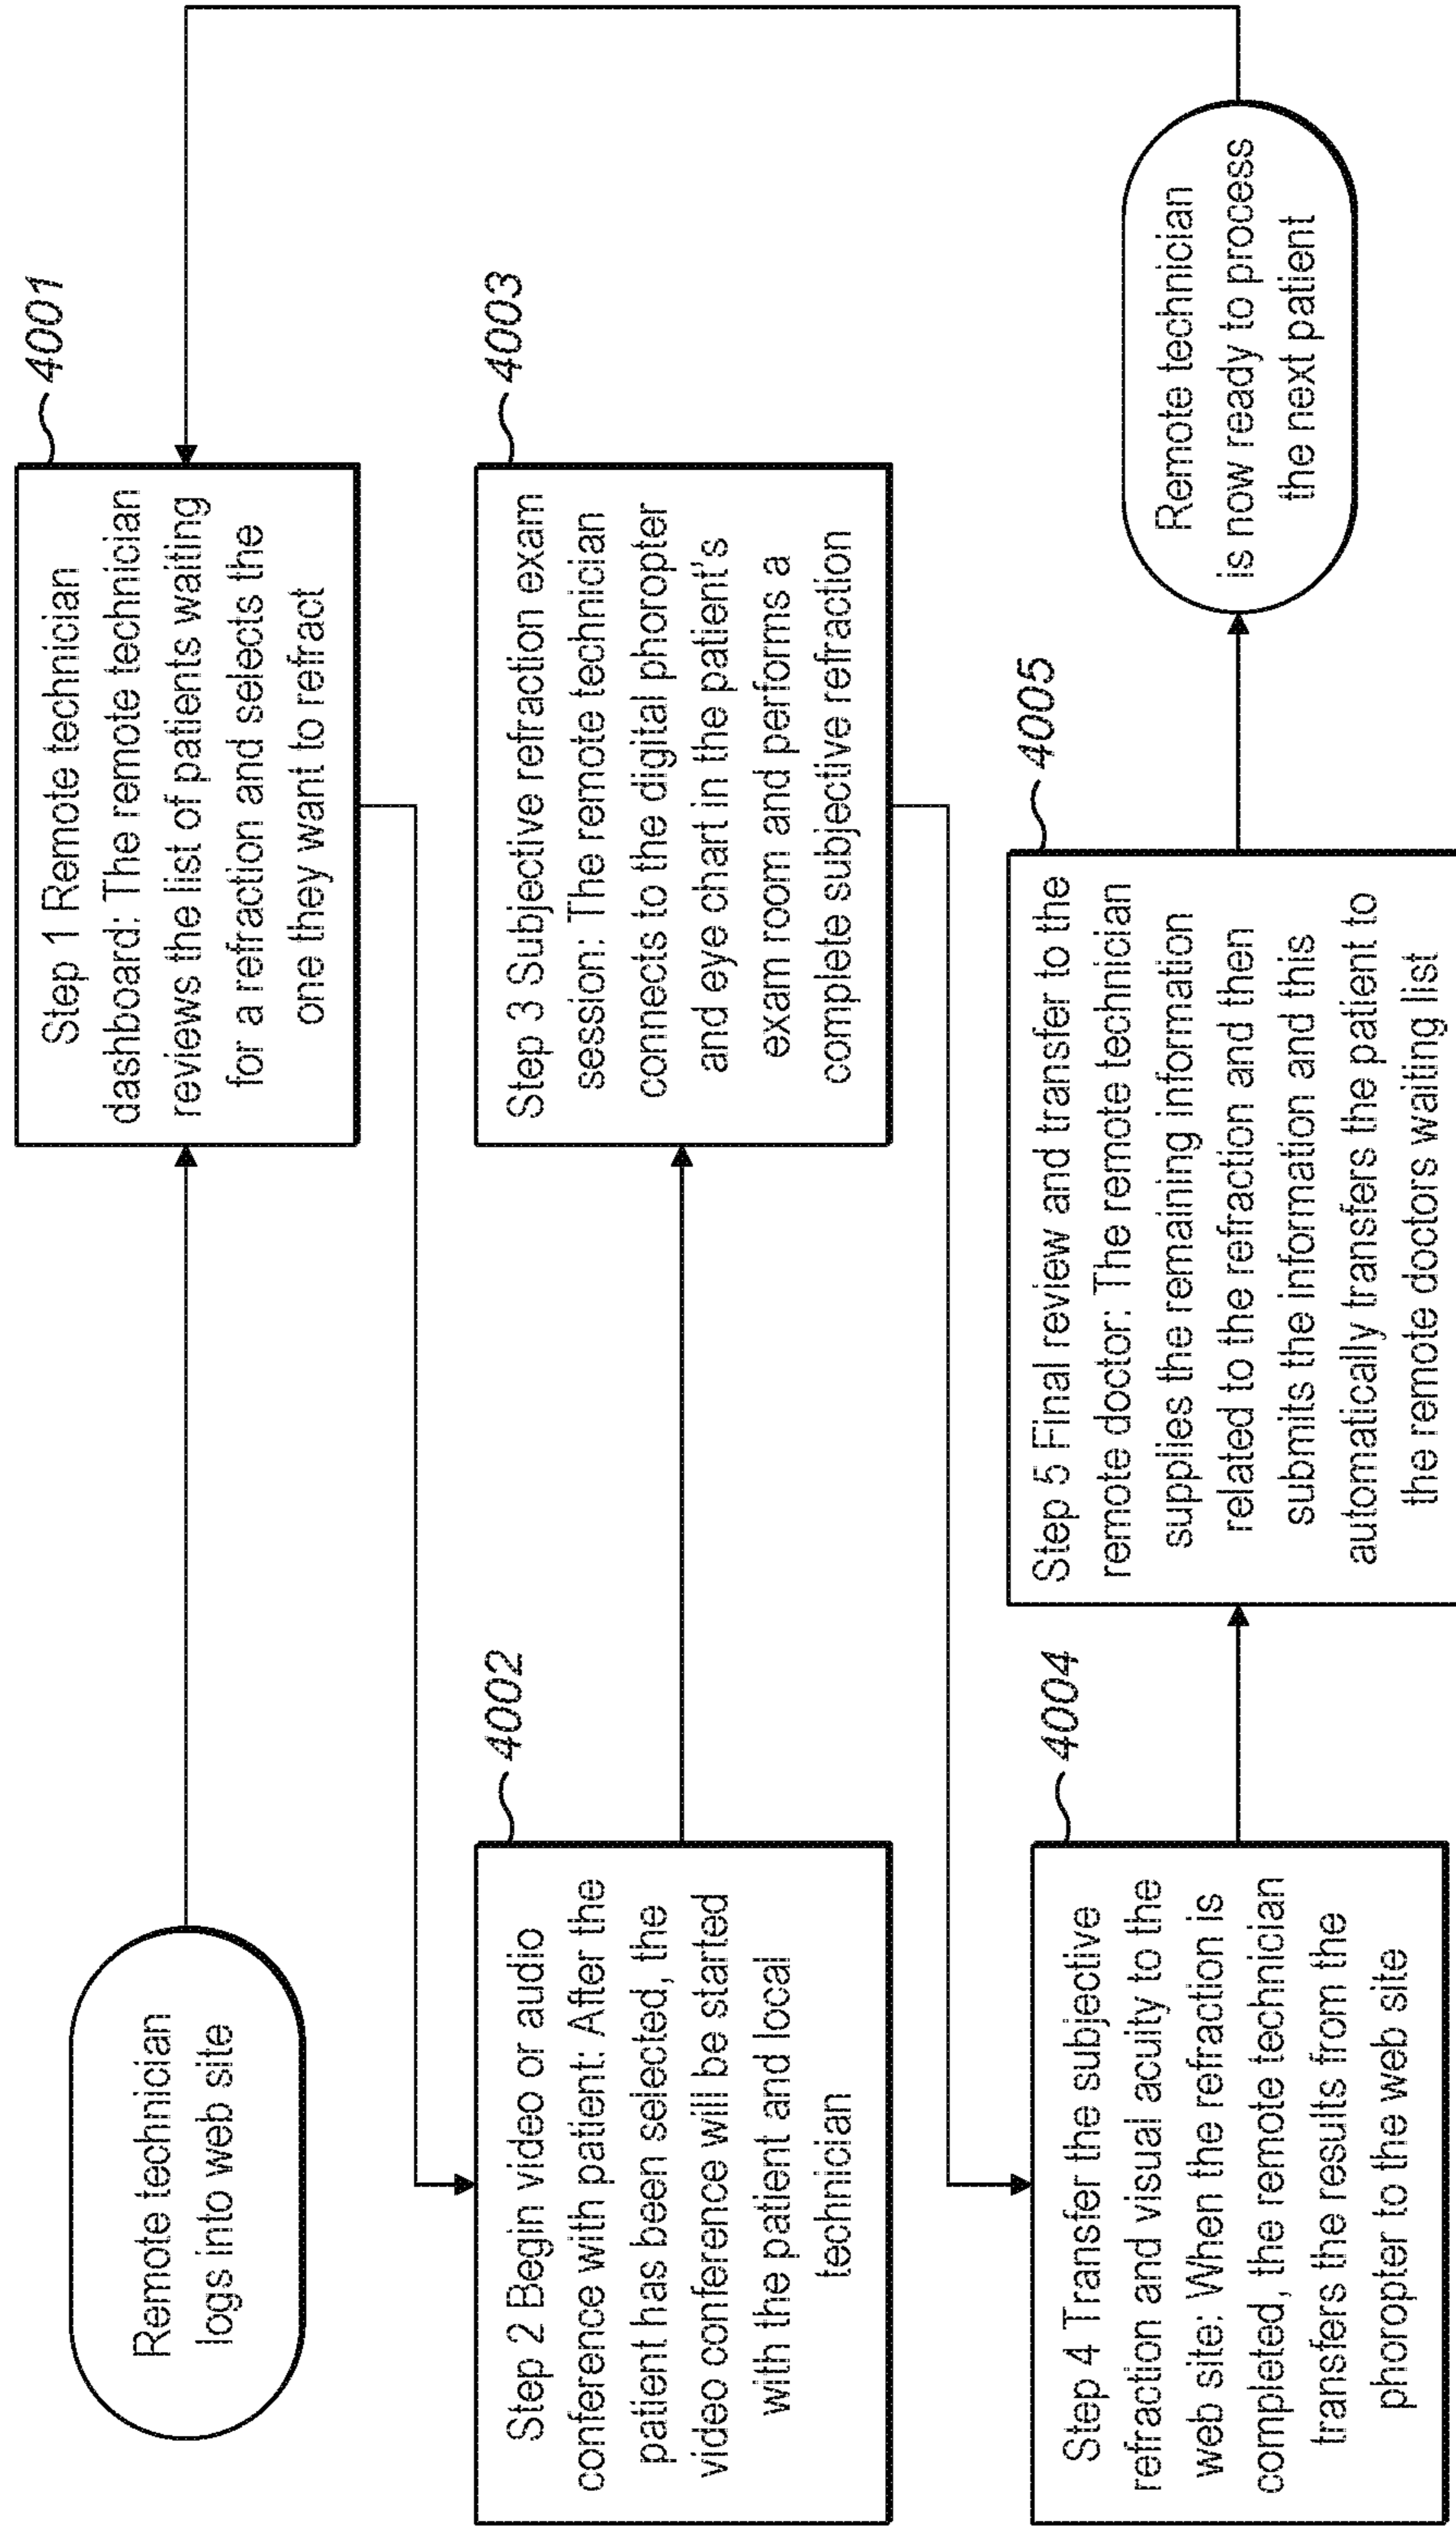 Remote technician
logs into web site
4001
Step 1 Remote technician
dashboard: The remote technician
reviews the list of patients waiting
for a refraction and selects the
one they want to refract
4002
Step 2 Begin video or audio
conference with patient: After the
patient has been selected, the
video conference will be started
with the patient and local
technician
4003
Step 3 Subjective refraction exam
session: The remote technician
connects to the digital phoropter
and eye chart in the patient's
exam room and performs a
complete subjective refraction
4004
Step 4 Transfer the subjective
refraction and visual acuity to the
web site: When the refraction is
completed, the remote technician
transfers the results from the
phoropter to the web site
4005
Step 5 Final review and transfer to the
remote doctor: The remote technician
supplies the remaining information
related to the refraction and then
submits the information and this
automatically transfers the patient to
the remote doctors waiting list
Remote technician
is now ready to process
the next patient